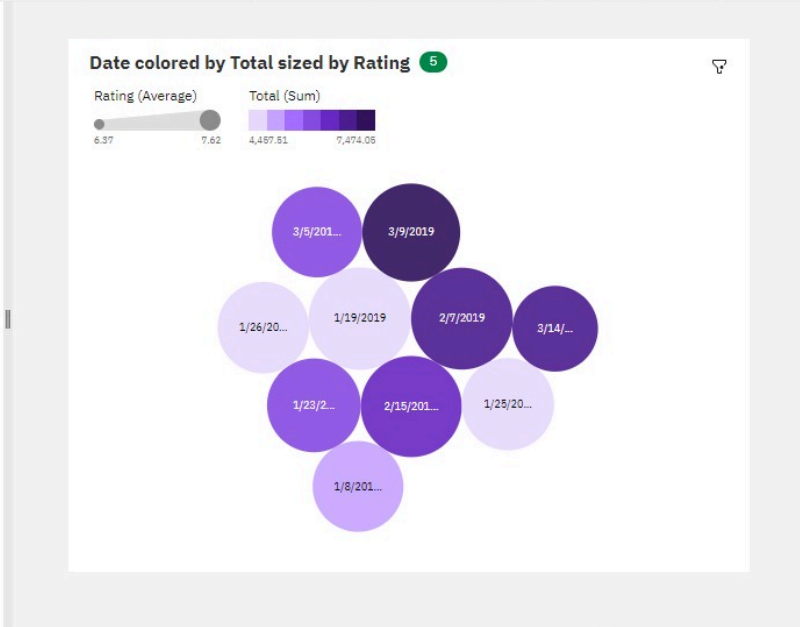 Date colored by Total sized by Rating 5
Rating (Average) Total (Sum)
6.37 7.62 4,457.51 7,474.05
3/5/201... 3/9/2019
1/26/20... 1/19/2019 2/7/2019 3/14/...
1/23/2... 2/15/201... 1/25/20...
1/8/201...